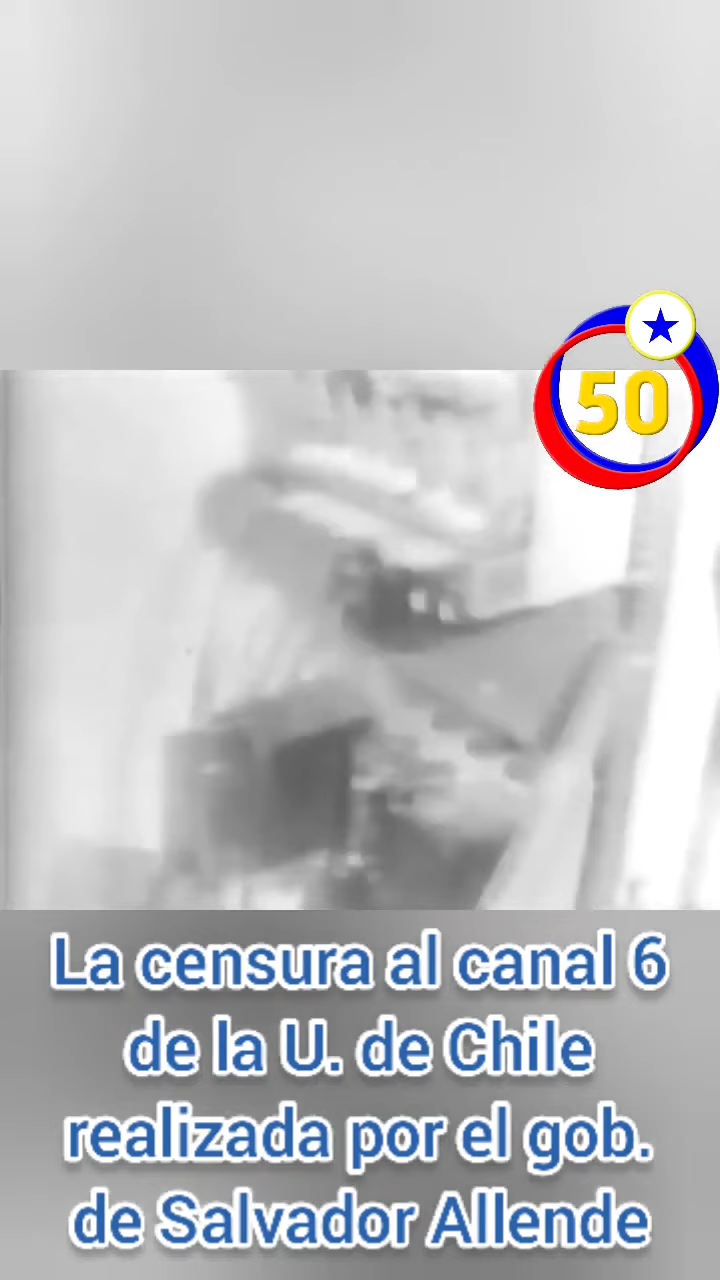 50
La censura al canal 6
de la U. de Chile
realizada por el gob.
de Salvador Allende